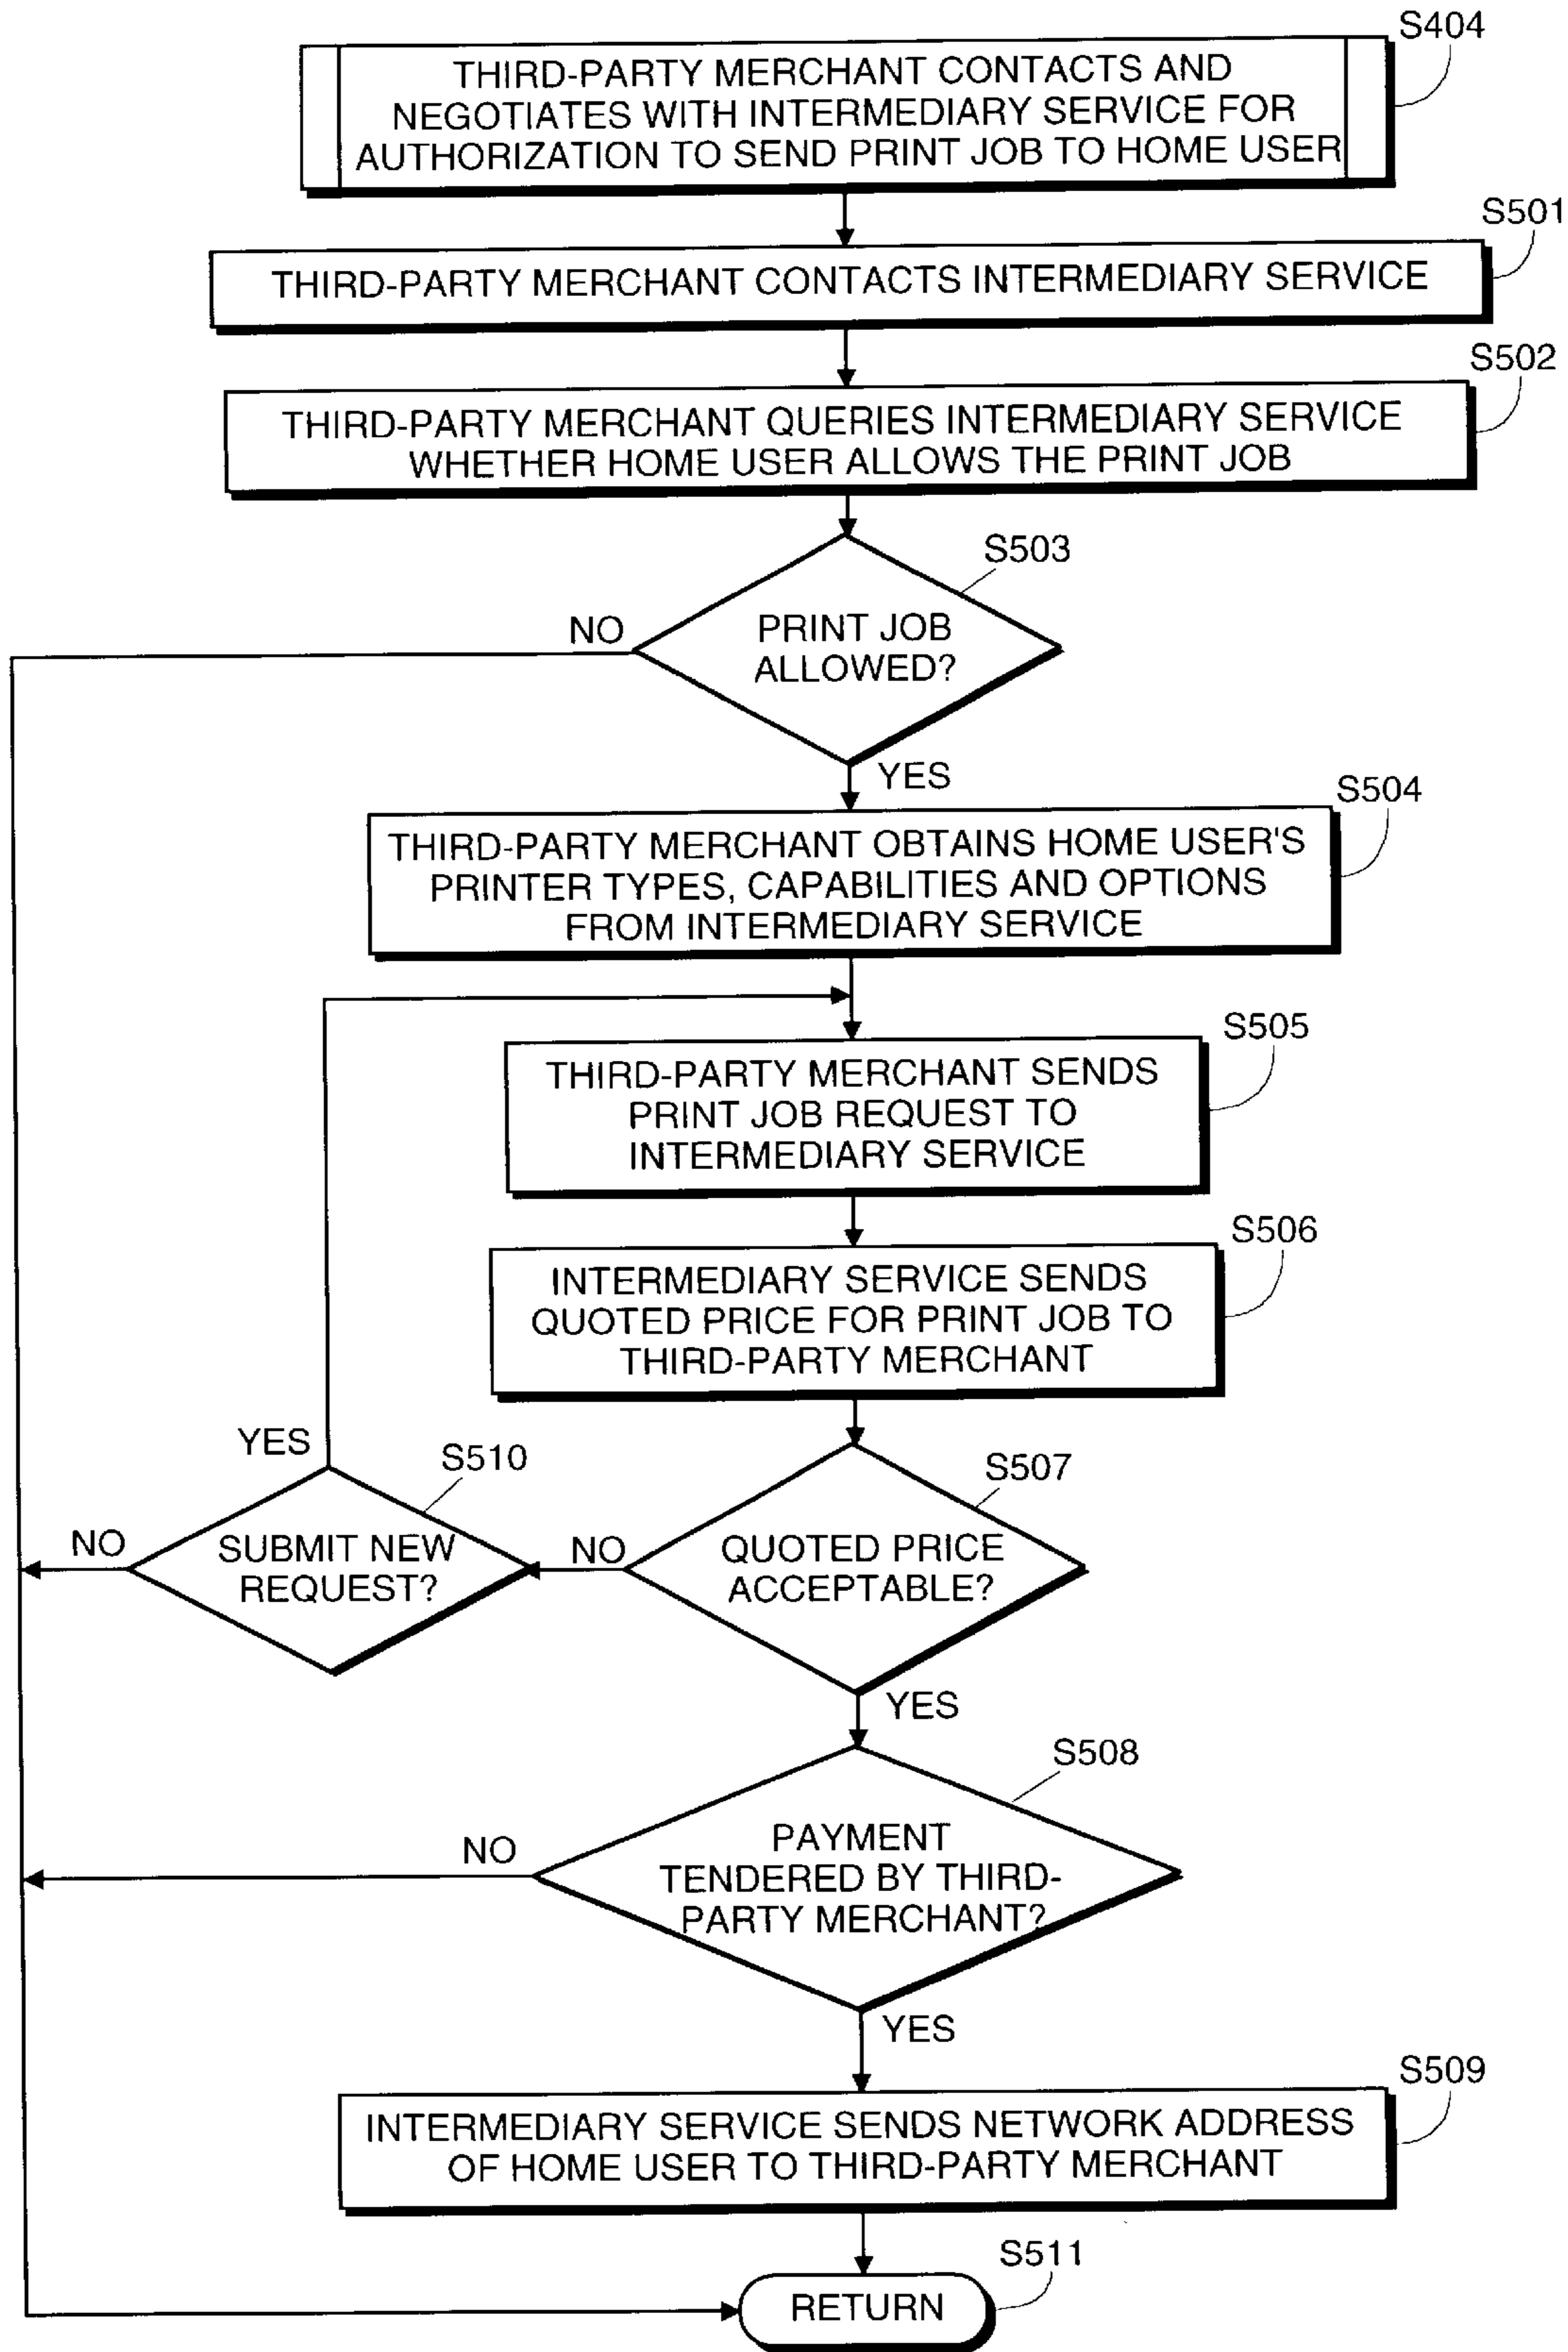 S404
THIRD-PARTY MERCHANT CONTACTS AND
NEGOTIATES WITH INTERMEDIARY SERVICE FOR
AUTHORIZATION TO SEND PRINT JOB TO HOME USER
S501
THIRD-PARTY MERCHANT CONTACTS INTERMEDIARY SERVICE
S502
THIRD-PARTY MERCHANT QUERIES INTERMEDIARY SERVICE
WHETHER HOME USER ALLOWS THE PRINT JOB
S503
NO
PRINT JOB
ALLOWED?
YES
S504
THIRD-PARTY MERCHANT OBTAINS HOME USER'S
PRINTER TYPES, CAPABILITIES AND OPTIONS
FROM INTERMEDIARY SERVICE
S505
THIRD-PARTY MERCHANT SENDS
PRINT JOB REQUEST TO
INTERMEDIARY SERVICE
S506
INTERMEDIARY SERVICE SENDS
QUOTED PRICE FOR PRINT JOB TO
THIRD-PARTY MERCHANT
YES
S510
S507
NO
SUBMIT NEW
REQUEST?
NO
QUOTED PRICE
ACCEPTABLE?
YES
S508
NO
PAYMENT
TENDERED BY THIRD-
PARTY MERCHANT?
YES
S509
INTERMEDIARY SERVICE SENDS NETWORK ADDRESS
OF HOME USER TO THIRD-PARTY MERCHANT
S511
RETURN